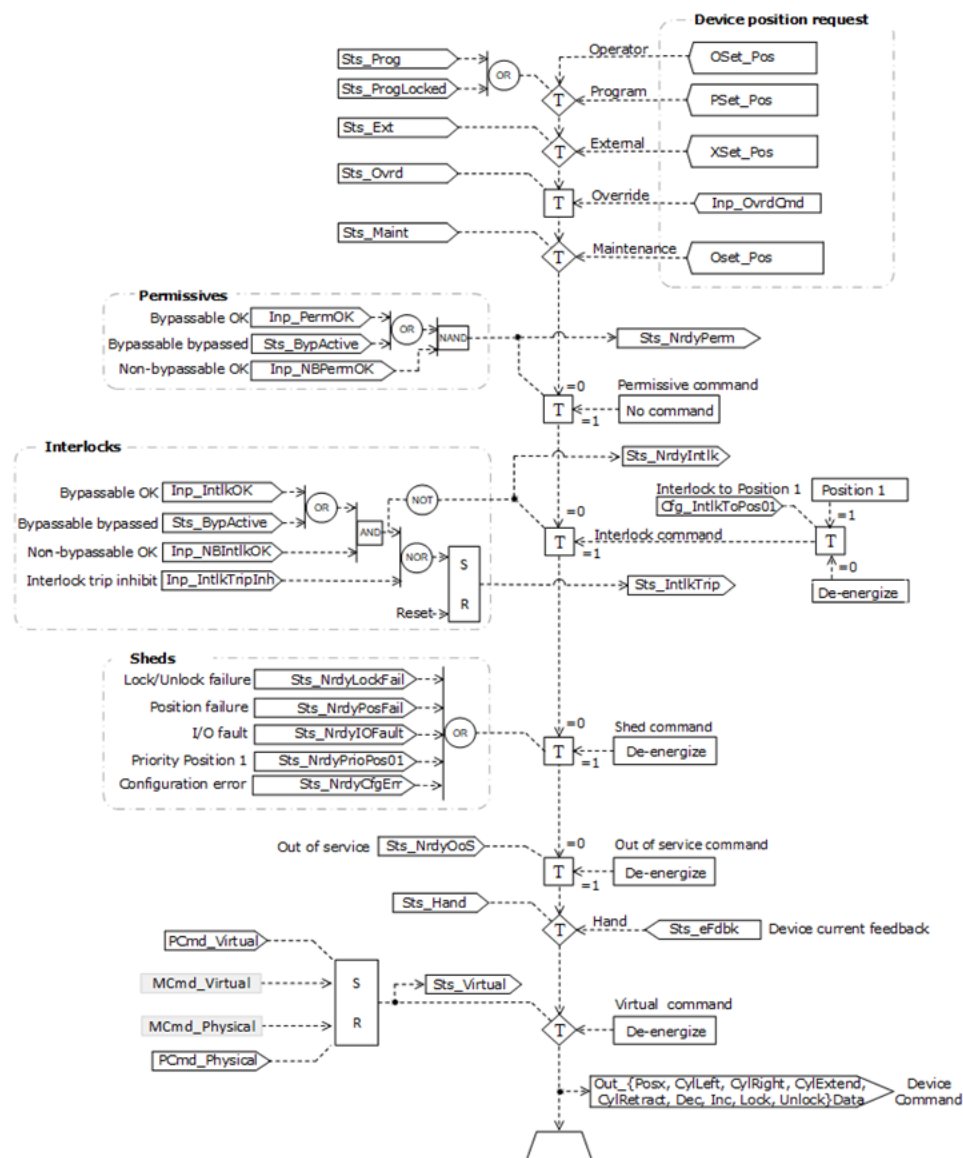 Device position request
Operator
OSet_Pos
Sts_Prog
OR
Sts_ProgLocked
T
Program
PSet_Pos
Sts_Ext
T
External
XSet_Pos
Sts_Ovrd
T
Override
Inp_OvrdCmd
Sts_Maint
T
Maintenance
Oset_Pos
Permissives
Bypassable OK
Inp_PermOK
OR
Bypassable bypassed
Sts_BypActive
NAND
Sts_NrdyPerm
Non-bypassable OK
Inp_NBPermOK
=0
Permissive command
T
No command
=1
Interlocks
Sts_NrdyIntlk
Bypassable OK
Inp_IntlkOK
NOT
OR
Interlock to Position 1
Position 1
Cfg_IntlkToPos01
=0
=1
Bypassable bypassed
Sts_BypActive
AND
T
Interlock command
T
=1
Non-bypassable OK
Inp_NBIntlkOK
NOR
=0
S
Interlock trip inhibit
Inp_IntlkTripInh
Sts_IntlkTrip
De-energize
R
Reset
Sheds
Lock/Unlock failure
Sts_NrdyLockFail
Position failure
Sts_NrdyPosFail
=0
Shed command
I/O fault
Sts_NrdyIOFault
OR
T
De-energize
=1
Priority Position 1
Sts_NrdyPrioPos01
Configuration error
Sts_NrdyCfgErr
=0
Out of service command
Out of service
Sts_NrdyOoS
T
De-energize
=1
Sts_Hand
T
Hand
Sts_eFdbk
Device current feedback
PCmd_Virtual
MCmd_Virtual
S
Sts_Virtual
Virtual command
MCmd_Physical
R
T
De-energize
PCmd_Physical
Out_{Posx, CylLeft, CylRight, CylExtend,
CylRetract, Dec, Inc, Lock, Unlock}Data
Device
Command